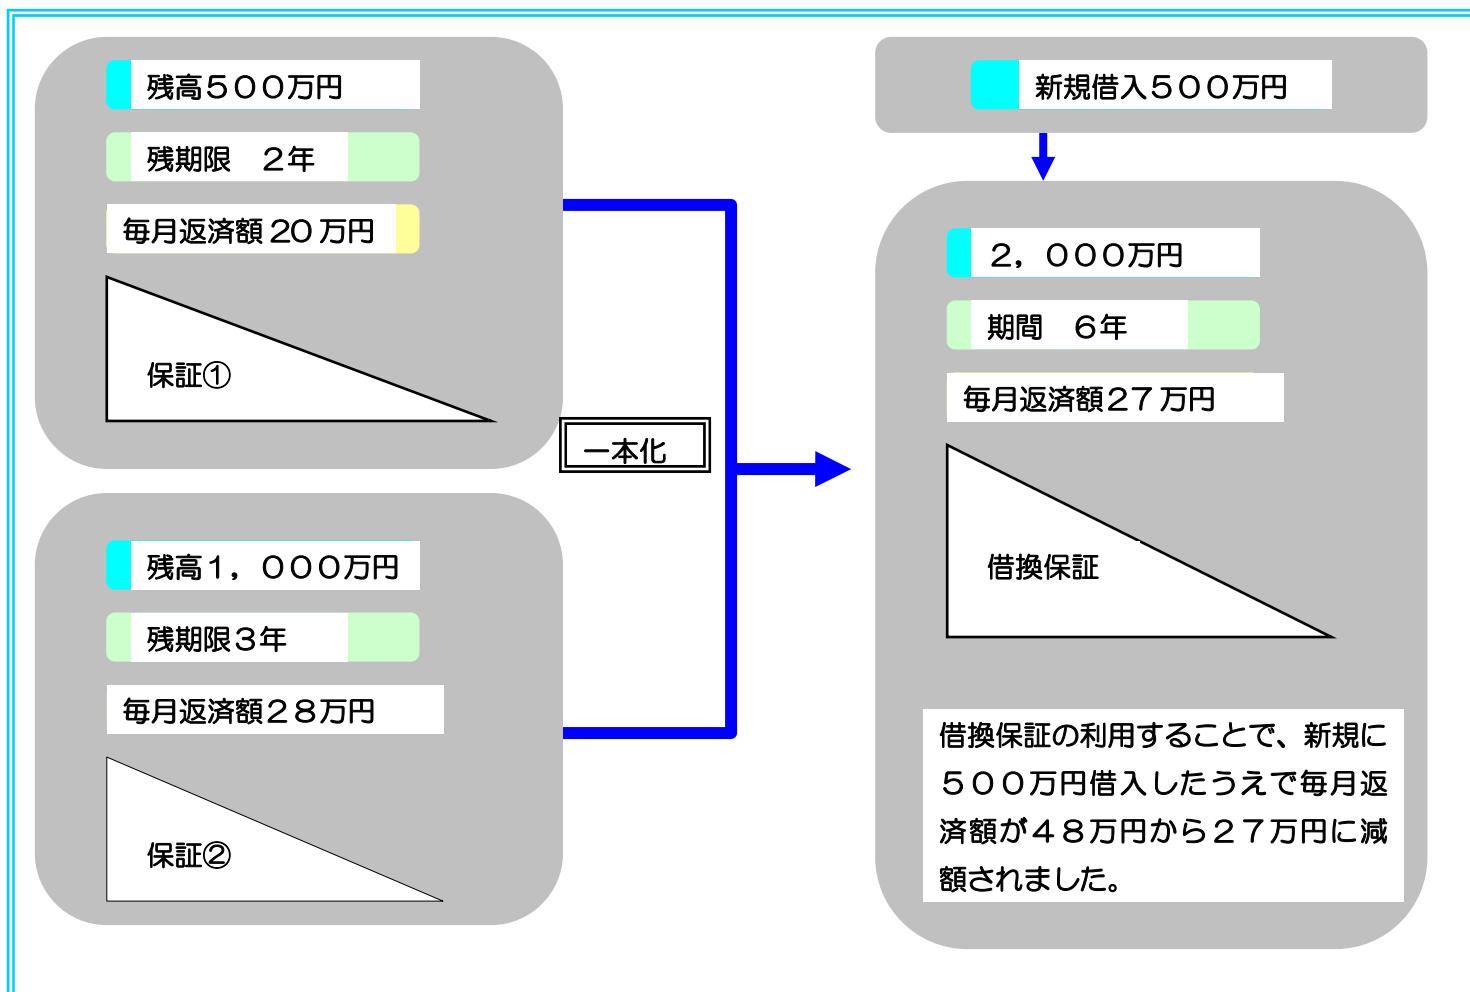 残高５００万円
残期限　２年
毎月返済額20万円
保証①
一本化
残高１，０００万円
残期限３年
毎月返済額２８万円
保証②
新規借入５００万円
２，０００万円
期間　６年
毎月返済額２７万円
借換保証
借換保証の利用することで、新規に
５００万円借入したうえで毎月返
済額が４８万円から２７万円に減
額されました。